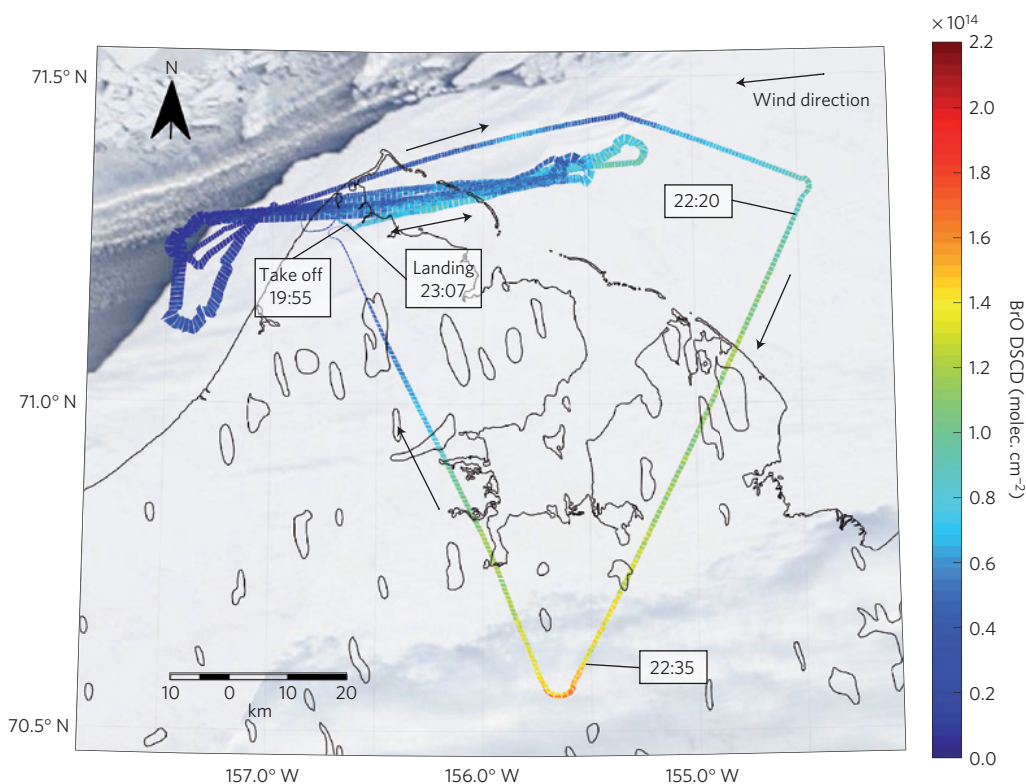 × 10¹⁴
2.2
2.0
1.8
1.6
1.4
1.2
1.0
0.8
0.6
0.4
0.2
0.0
BrO DSCD (molec. cm⁻²)
71.5° N
71.0° N
70.5° N
157.0° W
156.0° W
155.0° W
N
Wind direction
22:20
Take off
19:55
Landing
23:07
22:35
10 0 10 20
km